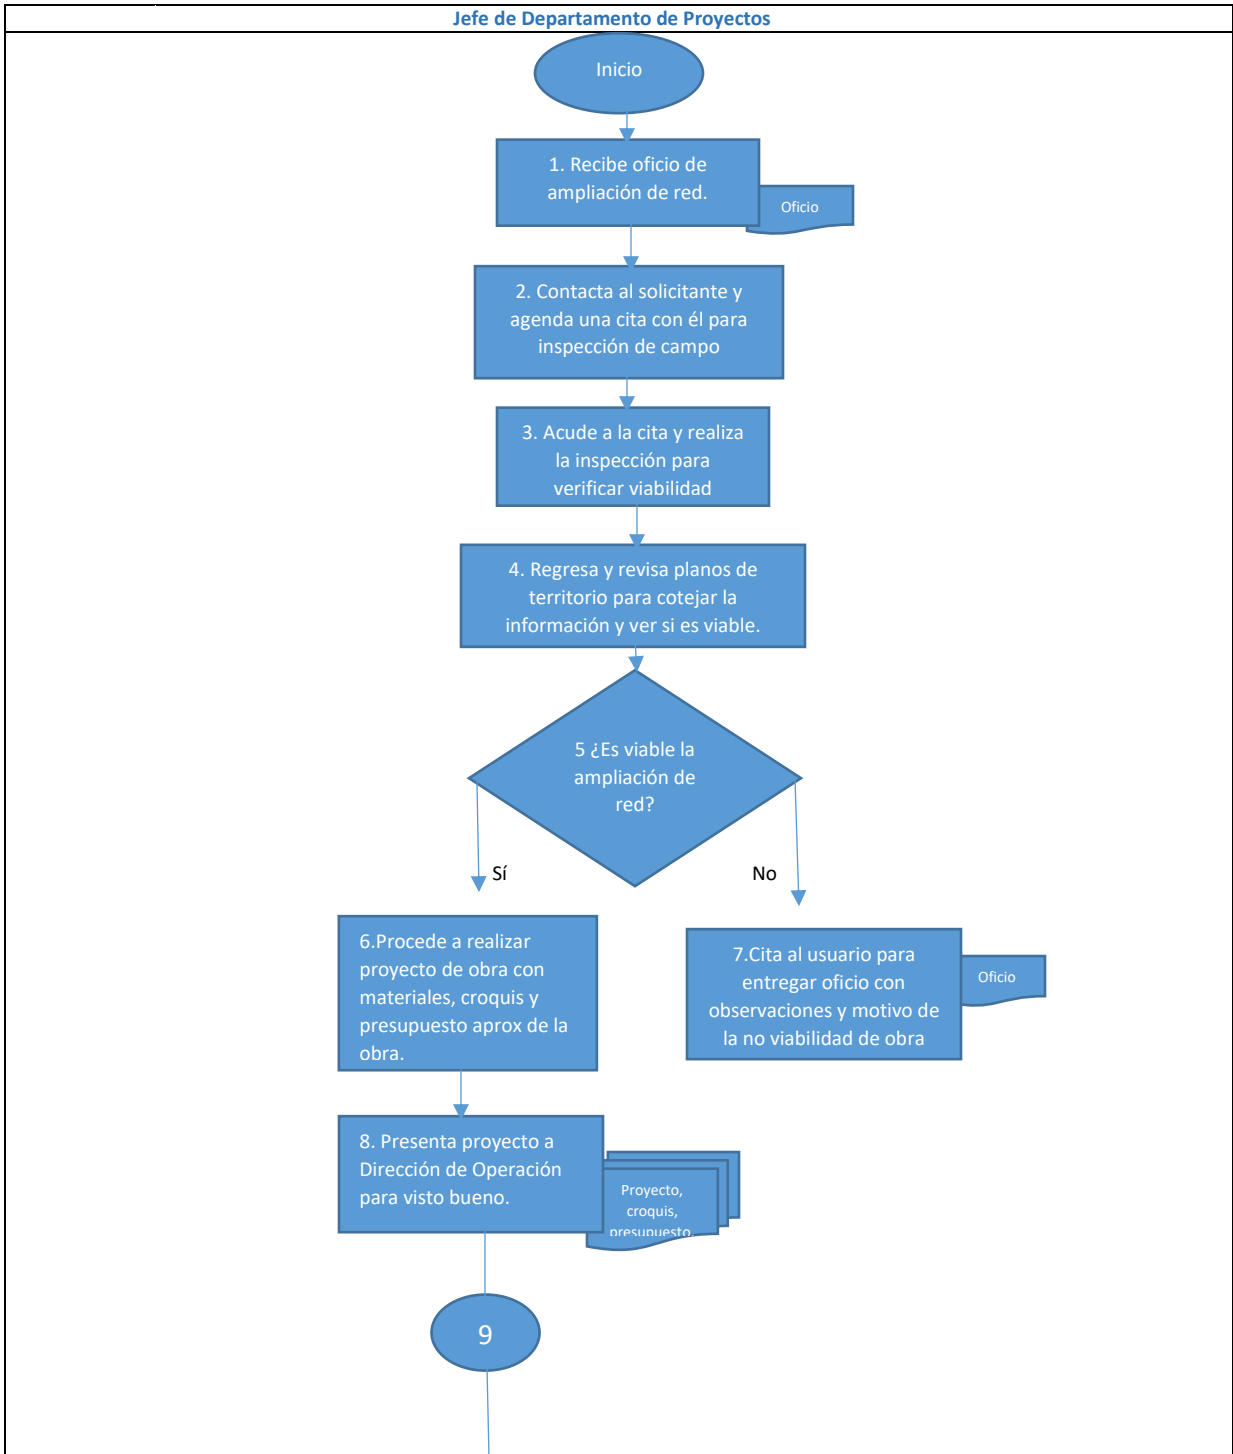 Jefe de Departamento de Proyectos
Inicio
1. Recibe oficio de
ampliación de red.
Oficio
2. Contacta al solicitante y
agenda una cita con él para
inspección de campo
3. Acude a la cita y realiza
la inspección para
verificar viabilidad
4. Regresa y revisa planos de
territorio para cotejar la
información y ver si es viable.
5 ¿Es viable la
ampliación de
red?
Sí
No
6.Procede a realizar
proyecto de obra con
materiales, croquis y
presupuesto aprox de la
obra.
7.Cita al usuario para
entregar oficio con
observaciones y motivo de
la no viabilidad de obra
Oficio
8. Presenta proyecto a
Dirección de Operación
para visto bueno.
Proyecto,
croquis,
presupuesto.
9